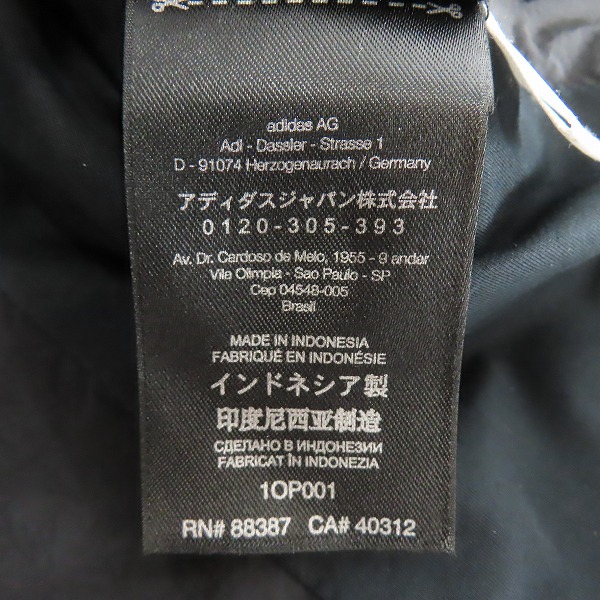 adidas AG
Adi - Dassler - Strasse 1
D - 91074 Herzogenaurach / Germany
アディダスジャパン株式会社
0120-305-393
Av. Dr. Cardoso de Melo, 1955 - 9 andar
Vila Olimpia - Sao Paulo - SP
Cep 04548-005
Brasil
MADE IN INDONESIA
FABRIQUÉ EN INDONÉSIE
インドネシア製
印度尼西亚制造
СДЕЛАНО В ИНДОНЕЗИИ
FABRICAT ÎN INDONEZIA
1OP001
RN# 88387 CA# 40312